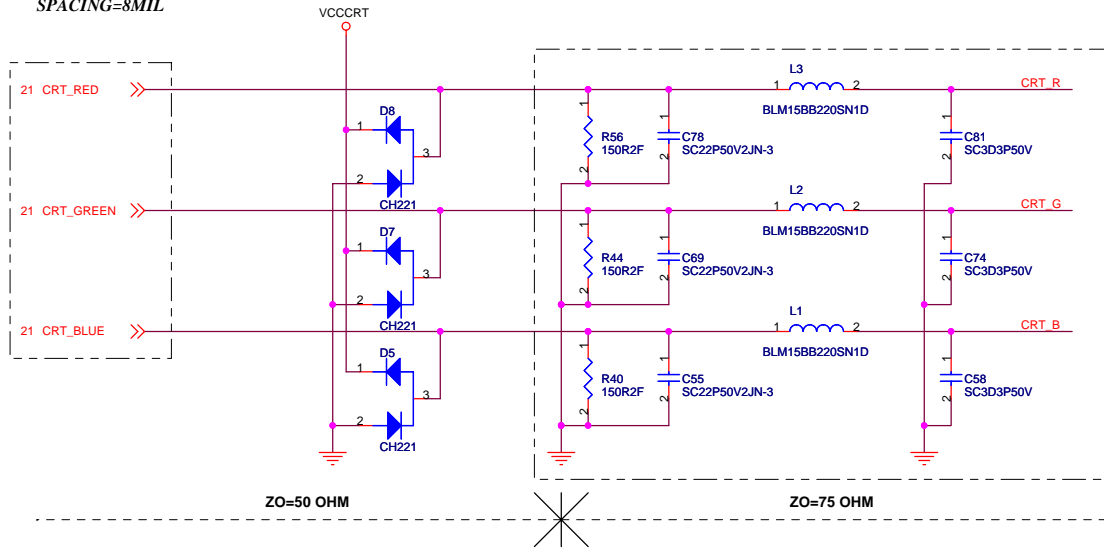 SPACING=8MIL
VCCCRT
21 CRT_RED
D8
1
3
2
CH221
1
R56
150R2F
2
1
C78
SC22P50V2JN-3
2
L3
1 2
BLM15BB220SN1D
CRT_R
1
C81
SC3D3P50V
2
21 CRT_GREEN
D7
1
3
2
CH221
1
R44
150R2F
2
1
C69
SC22P50V2JN-3
2
L2
1 2
BLM15BB220SN1D
CRT_G
1
C74
SC3D3P50V
2
21 CRT_BLUE
D5
1
3
2
CH221
1
R40
150R2F
2
1
C55
SC22P50V2JN-3
2
L1
1 2
BLM15BB220SN1D
CRT_B
1
C58
SC3D3P50V
2
ZO=50 OHM
ZO=75 OHM